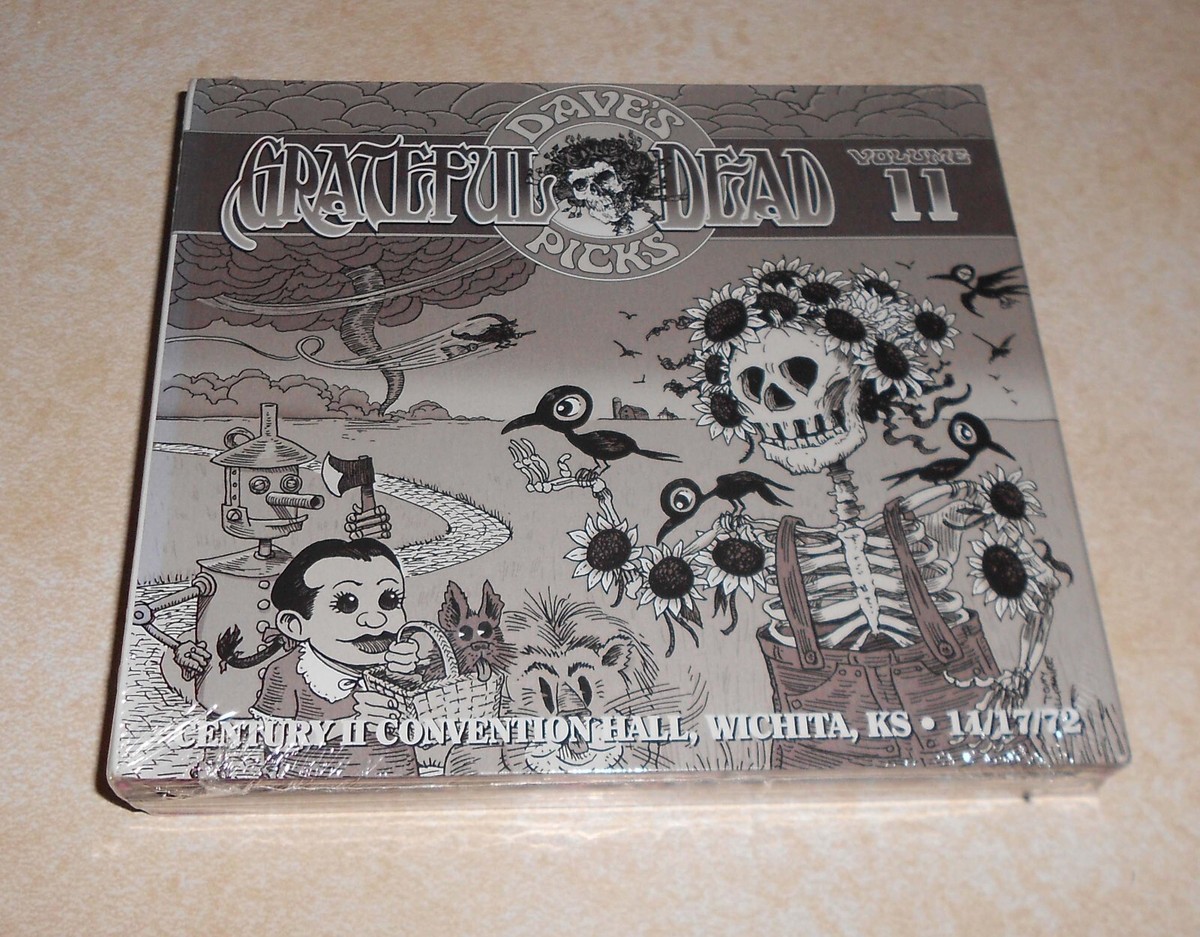 DAVE'S
GRATEFUL DEAD
VOLUME
11
PICKS
CENTURY II CONVENTION HALL, WICHITA, KS • 11/17/72